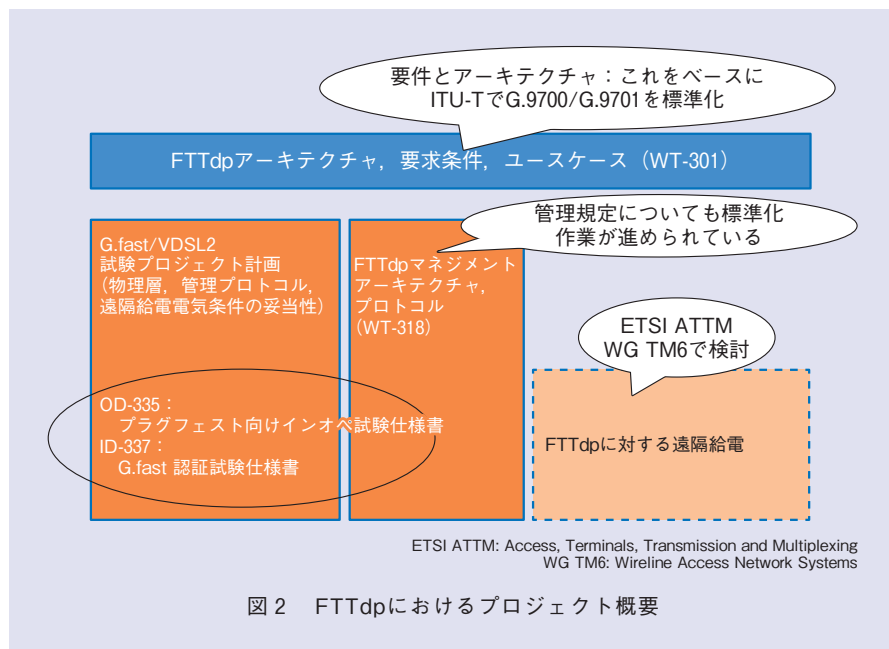 要件とアーキテクチャ：これをベースに
ITU-TでG.9700/G.9701を標準化
FTTdpアーキテクチャ，要求条件，ユースケース（WT-301）
管理規定についても標準化
作業が進められている
G.fast/VDSL2
試験プロジェクト計画
（物理層，管理プロトコル，
遠隔給電電気条件の妥当性）
OD-335：
プラグフェスト向けインオペ試験仕様書
ID-337：
G.fast 認証試験仕様書
FTTdpマネジメント
アーキテクチャ，
プロトコル
（WT-318）
ETSI ATTM
WG TM6で検討
FTTdpに対する遠隔給電
ETSI ATTM: Access, Terminals, Transmission and Multiplexing
WG TM6: Wireline Access Network Systems
図２　FTTdpにおけるプロジェクト概要